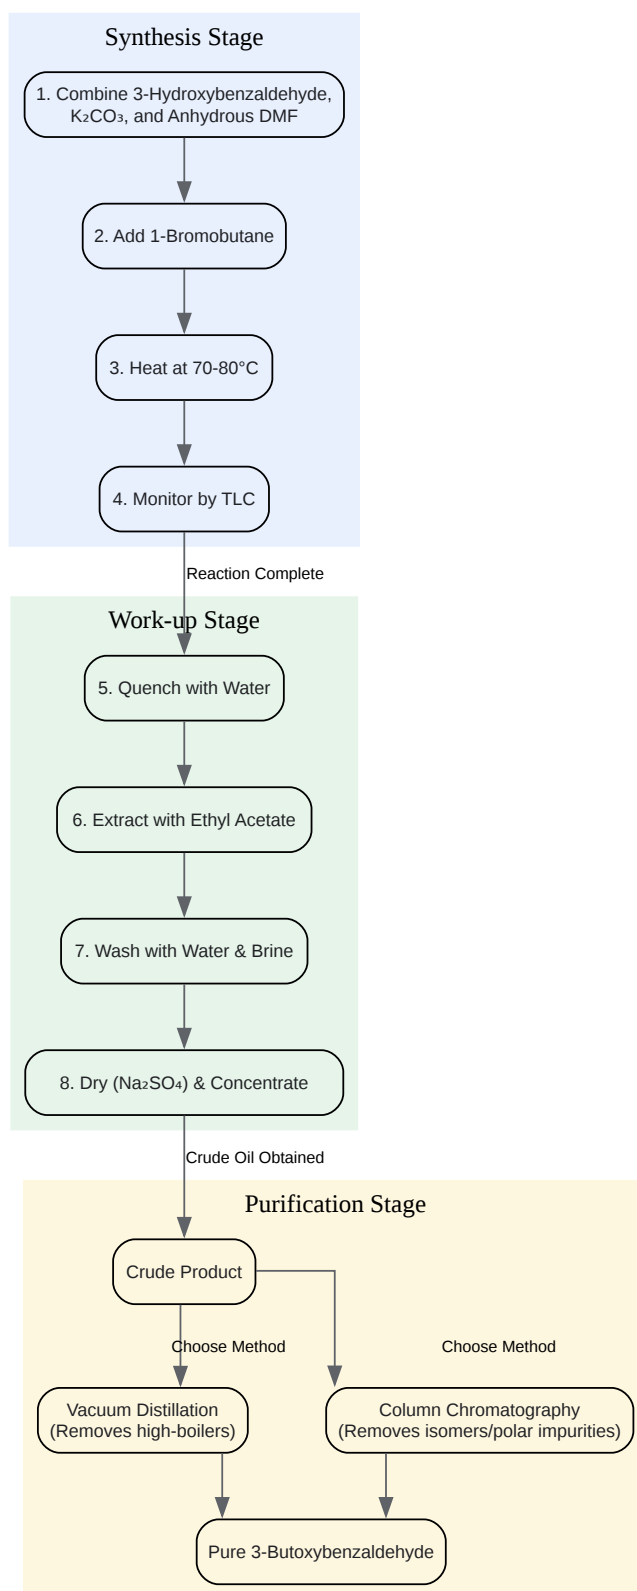 Synthesis Stage
1. Combine 3-Hydroxybenzaldehyde,
K₂CO₃, and Anhydrous DMF
2. Add 1-Bromobutane
3. Heat at 70-80°C
4. Monitor by TLC
Reaction Complete
Work-up Stage
5. Quench with Water
6. Extract with Ethyl Acetate
7. Wash with Water & Brine
8. Dry (Na₂SO₄) & Concentrate
Crude Oil Obtained
Purification Stage
Crude Product
Choose Method
Choose Method
Vacuum Distillation
(Removes high-boilers)
Column Chromatography
(Removes isomers/polar impurities)
Pure 3-Butoxybenzaldehyde